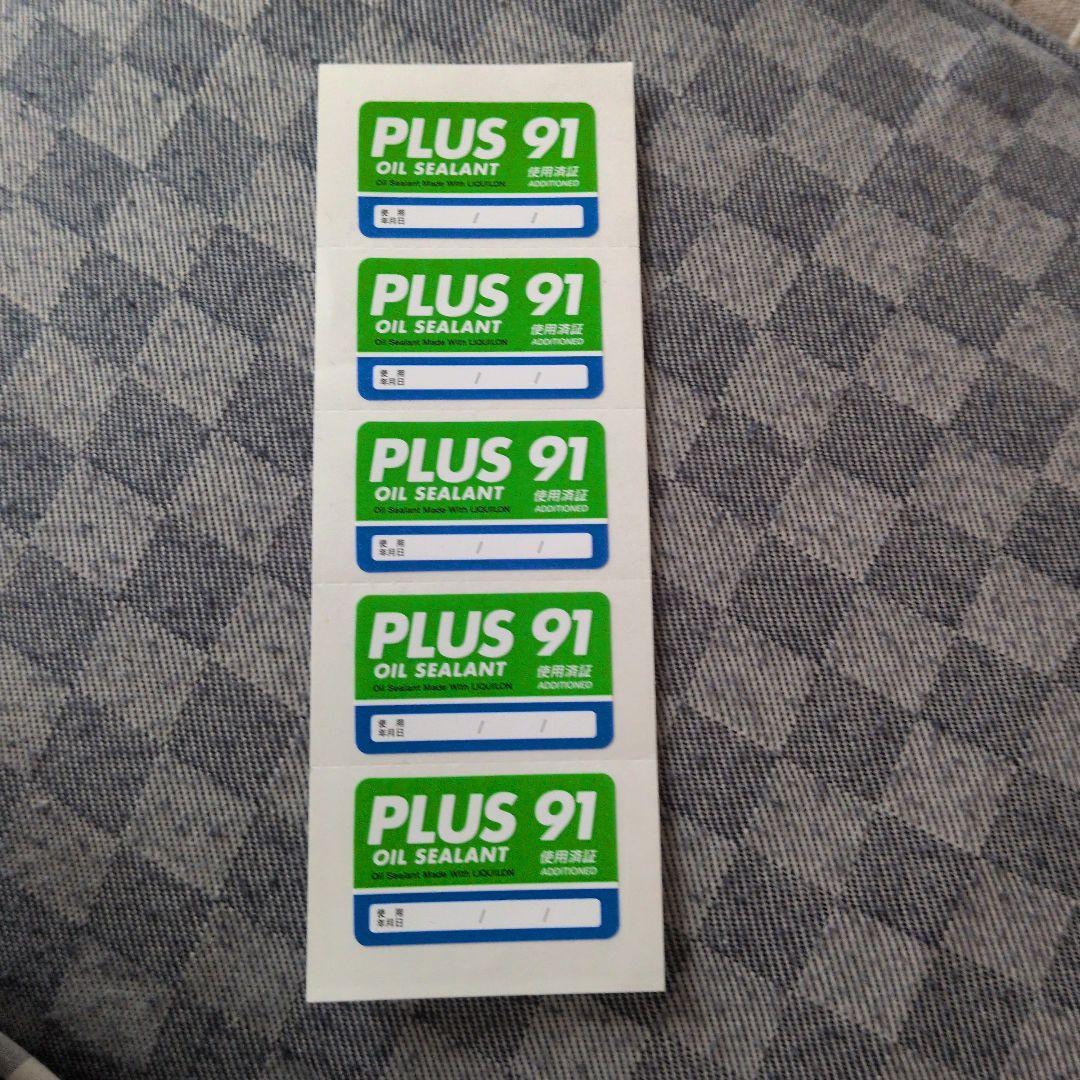 PLUS 91
OIL SEALANT 使用済証
Oil Sealant Made With LIQUILON ADDITIONED
使用
年月日 / /
PLUS 91
OIL SEALANT 使用済証
Oil Sealant Made With LIQUILON ADDITIONED
使用
年月日 / /
PLUS 91
OIL SEALANT 使用済証
Oil Sealant Made With LIQUILON ADDITIONED
使用
年月日 / /
PLUS 91
OIL SEALANT 使用済証
Oil Sealant Made With LIQUILON ADDITIONED
使用
年月日 / /
PLUS 91
OIL SEALANT 使用済証
Oil Sealant Made With LIQUILON ADDITIONED
使用
年月日 / /